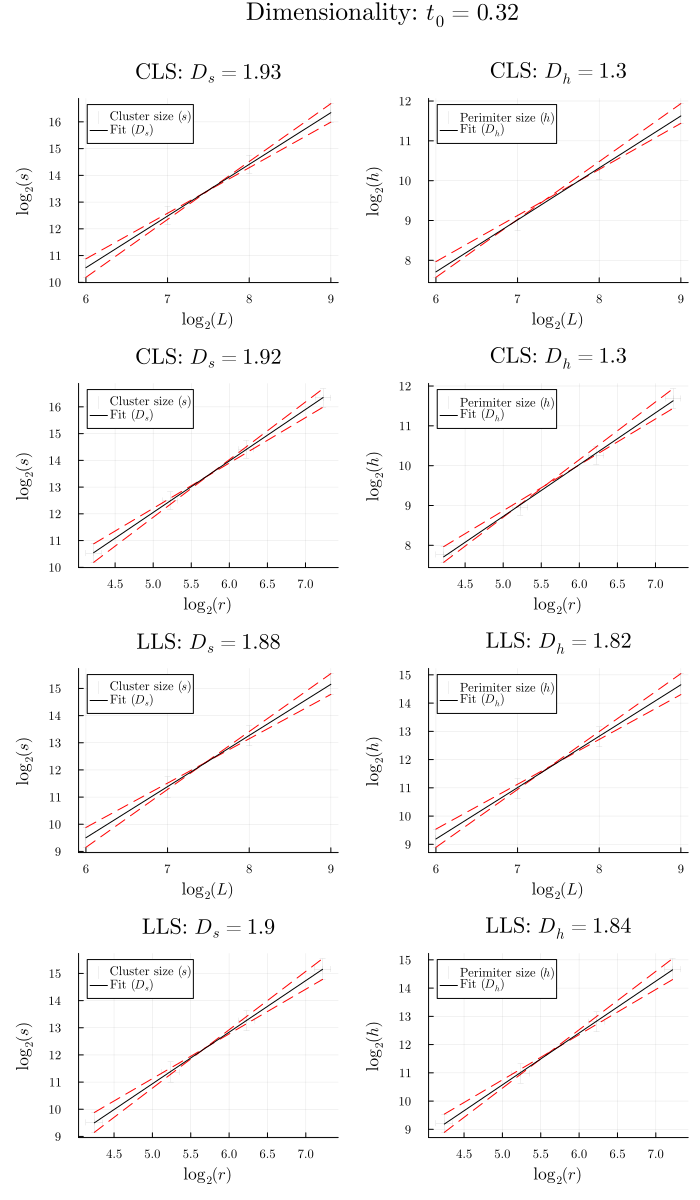 Dimensionality: t_0 = 0.32
CLS: D_s = 1.93
CLS: D_h = 1.3
Cluster size (s)
Fit (D_s)
Perimiter size (h)
Fit (D_h)
log_2(s)
16
15
14
13
12
11
10
log_2(h)
12
11
10
9
8
6 7 8 9
6 7 8 9
log_2(L)
log_2(L)
CLS: D_s = 1.92
CLS: D_h = 1.3
Cluster size (s)
Fit (D_s)
Perimiter size (h)
Fit (D_h)
log_2(s)
16
15
14
13
12
11
10
log_2(h)
12
11
10
9
8
4.5 5.0 5.5 6.0 6.5 7.0
4.5 5.0 5.5 6.0 6.5 7.0
log_2(r)
log_2(r)
LLS: D_s = 1.88
LLS: D_h = 1.82
Cluster size (s)
Fit (D_s)
Perimiter size (h)
Fit (D_h)
log_2(s)
15
14
13
12
11
10
9
log_2(h)
15
14
13
12
11
10
9
6 7 8 9
6 7 8 9
log_2(L)
log_2(L)
LLS: D_s = 1.9
LLS: D_h = 1.84
Cluster size (s)
Fit (D_s)
Perimiter size (h)
Fit (D_h)
log_2(s)
15
14
13
12
11
10
9
log_2(h)
15
14
13
12
11
10
9
4.5 5.0 5.5 6.0 6.5 7.0
4.5 5.0 5.5 6.0 6.5 7.0
log_2(r)
log_2(r)